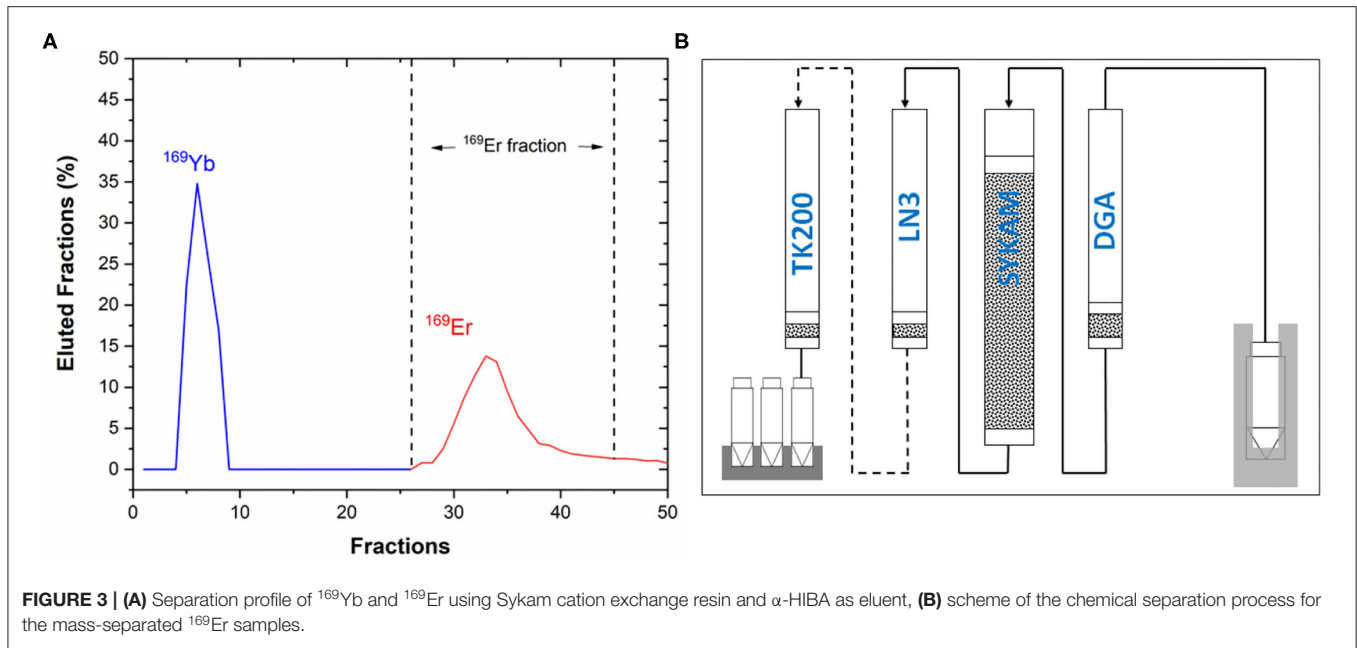 A
B
50
45
40
35
30
25
20
15
10
5
0
Eluted Fractions (%)
¹⁶⁹Yb
¹⁶⁹Er fraction
¹⁶⁹Er
0 10 20 30 40 50
Fractions
TK200
LN3
SYKAM
DGA
FIGURE 3 | (A) Separation profile of ¹⁶⁹Yb and ¹⁶⁹Er using Sykam cation exchange resin and α-HIBA as eluent, (B) scheme of the chemical separation process for
the mass-separated ¹⁶⁹Er samples.